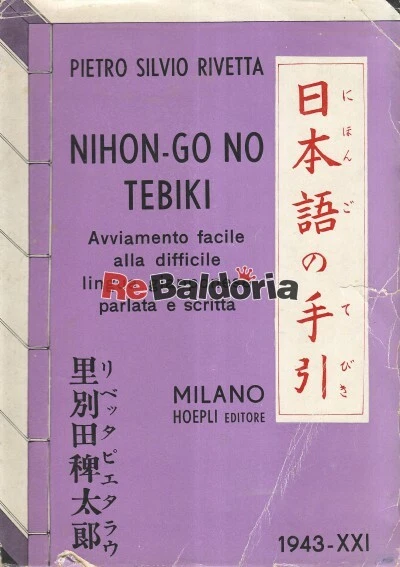 PIETRO SILVIO RIVETTA
NIHON-GO NO
TEBIKI
Avviamento facile
alla difficile
ReBaldoria
parlata e scritta
日本語の手引
にほんご てびき
里別田稗太郎
リベッタピエタラウ
MILANO
HOEPLI EDITORE
1943-XXI